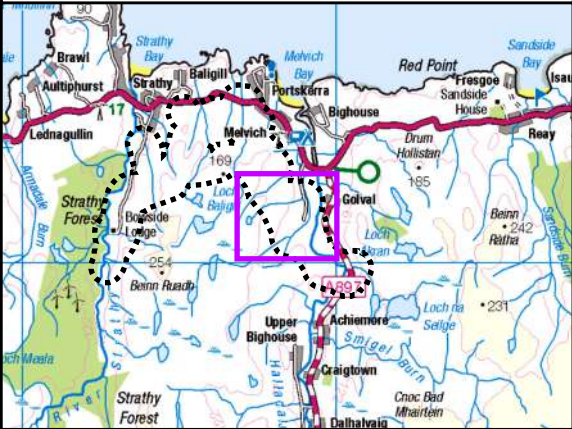 Strathy
Bay
Brawl
Baligill
Strathy
Aultiphurst
17
Lednagullin
Melvich
Bay
Portskerra
Bighouse
Melvich
Red Point
Sandside
Bay
Fresgoe
Sandside
House
Isau
Reay
Drum
Hollistan
169
185
Armadale Burn
Strathy
Forest
Bowside
Lodge
Loch
Baligill
Golval
Loch
Akran
Beinn
Ratha
242
Sandside Burn
254
Beinn Ruadh
A897
Loch na
Seilge
231
Upper
Bighouse
Achiemore
Smigel Burn
Craigtown
Halladale
Cnoc Bad
Mhairtein
Dalhalvaig
och Meala
River Strathy
Strathy
Forest